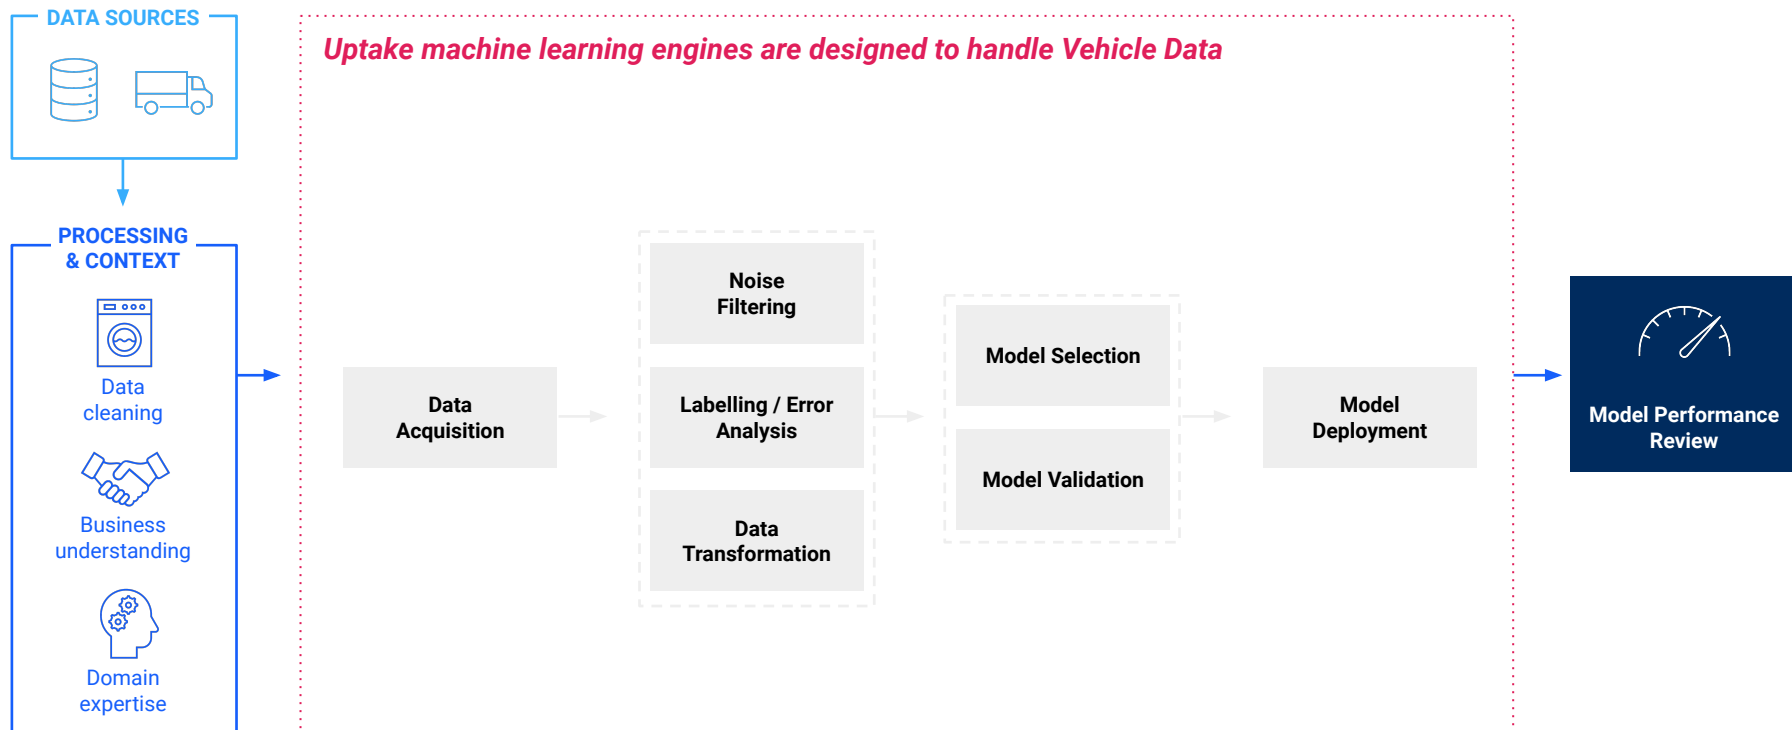 DATA SOURCES
Uptake machine learning engines are designed to handle Vehicle Data
PROCESSING
& CONTEXT
Data
cleaning
Business
understanding
Domain
expertise
Data
Acquisition
Noise
Filtering
Labelling / Error
Analysis
Data
Transformation
Model Selection
Model Validation
Model
Deployment
Model Performance
Review